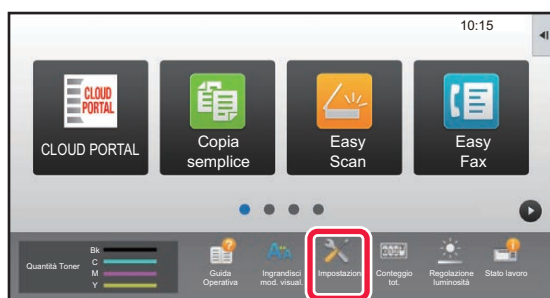 10:15
CLOUD
PORTAL
CLOUD PORTAL
Copia
semplice
Easy
Scan
Easy
Fax
Quantità Toner
Bk
C
M
Y
Guida
Operativa
Ingrandisci
mod. visual.
Impostazioni
Conteggio
tot.
Regolazione
luminosità
Stato lavoro